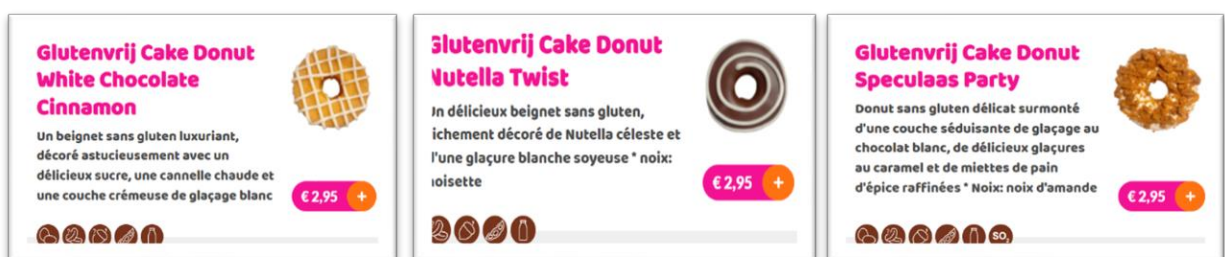 Glutenvrij Cake Donut
White Chocolate
Cinnamon
Un beignet sans gluten luxuriant,
décoré astucieusement avec un
délicieux sucre, une cannelle chaude et
une couche crémeuse de glaçage blanc
€ 2,95 +
Glutenvrij Cake Donut
Nutella Twist
Un délicieux beignet sans gluten,
ichement décoré de Nutella céleste et
d'une glaçure blanche soyeuse * noix:
noisette
€ 2,95 +
Glutenvrij Cake Donut
Speculaas Party
Donut sans gluten délicat surmonté
d'une couche séduisante de glaçage au
chocolat blanc, de délicieux glaçures
au caramel et de miettes de pain
d'épice raffinées * Noix: noix d'amande
€ 2,95 +
SO₂